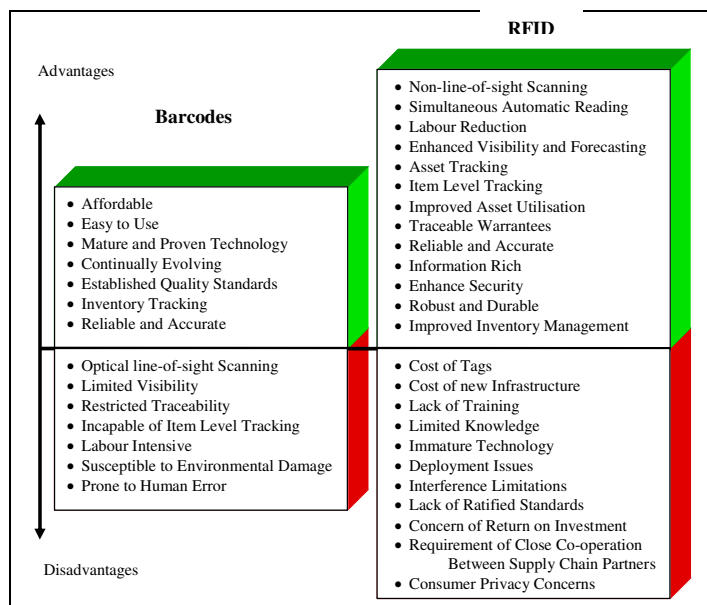 RFID
Advantages
Barcodes
• Non-line-of-sight Scanning
• Simultaneous Automatic Reading
• Labour Reduction
• Enhanced Visibility and Forecasting
• Asset Tracking
• Item Level Tracking
• Improved Asset Utilisation
• Traceable Warrantees
• Reliable and Accurate
• Information Rich
• Enhance Security
• Robust and Durable
• Improved Inventory Management
• Affordable
• Easy to Use
• Mature and Proven Technology
• Continually Evolving
• Established Quality Standards
• Inventory Tracking
• Reliable and Accurate
• Optical line-of-sight Scanning
• Limited Visibility
• Restricted Traceability
• Incapable of Item Level Tracking
• Labour Intensive
• Susceptible to Environmental Damage
• Prone to Human Error
• Cost of Tags
• Cost of new Infrastructure
• Lack of Training
• Limited Knowledge
• Immature Technology
• Deployment Issues
• Interference Limitations
• Lack of Ratified Standards
• Concern of Return on Investment
• Requirement of Close Co-operation
Between Supply Chain Partners
• Consumer Privacy Concerns
Disadvantages